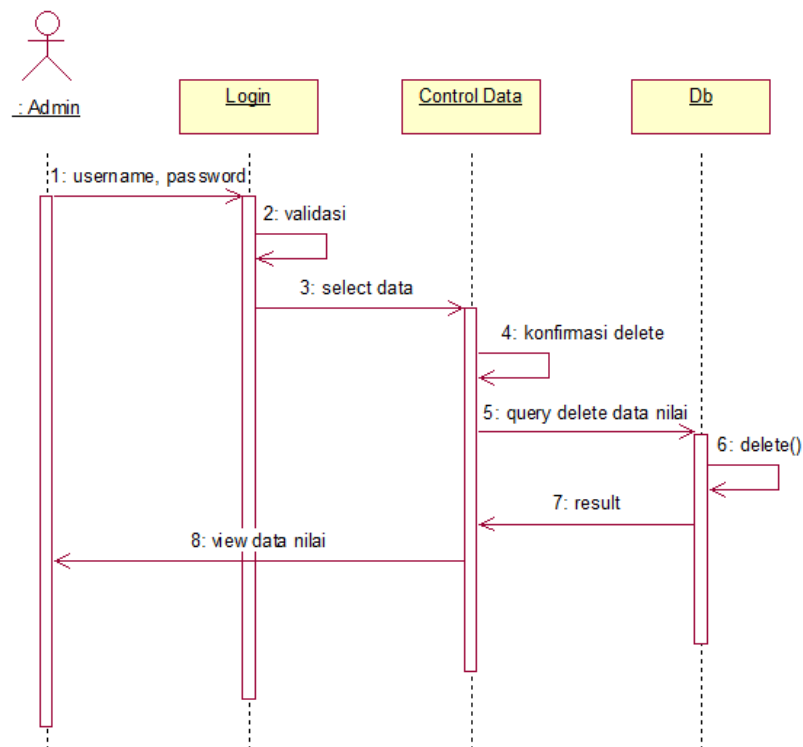 : Admin
Login
Control Data
Db
1: username, password
2: validasi
3: select data
4: konfirmasi delete
5: query delete data nilai
6: delete()
7: result
8: view data nilai